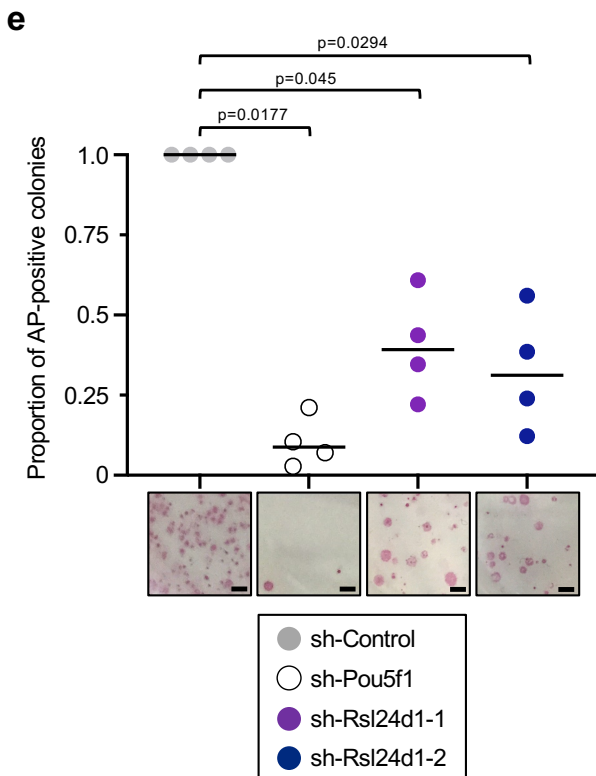 e
p=0.0294
p=0.045
p=0.0177
Proportion of AP-positive colonies
1.0
0.75
0.5
0.25
0
sh-Control
sh-Pou5f1
sh-Rsl24d1-1
sh-Rsl24d1-2